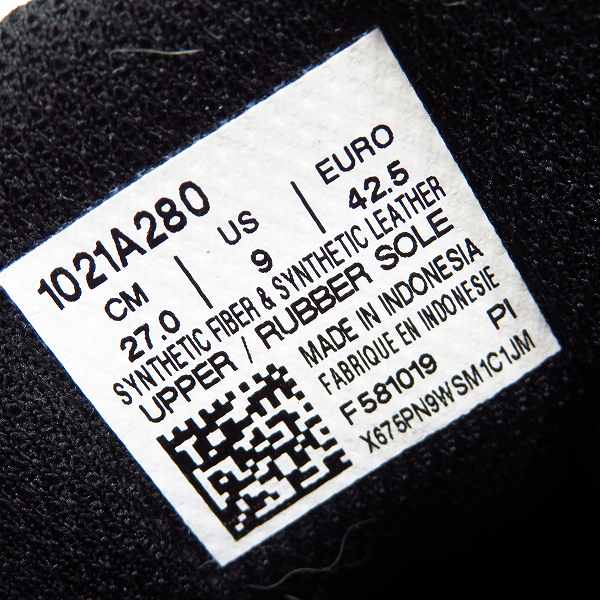 1021A280
CM | US | EURO
27.0 | 9 | 42.5
SYNTHETIC FIBER & SYNTHETIC LEATHER
UPPER / RUBBER SOLE
MADE IN INDONESIA
FABRIQUE EN INDONESIE
F581019 PI
X675PN9WSM1C1JM